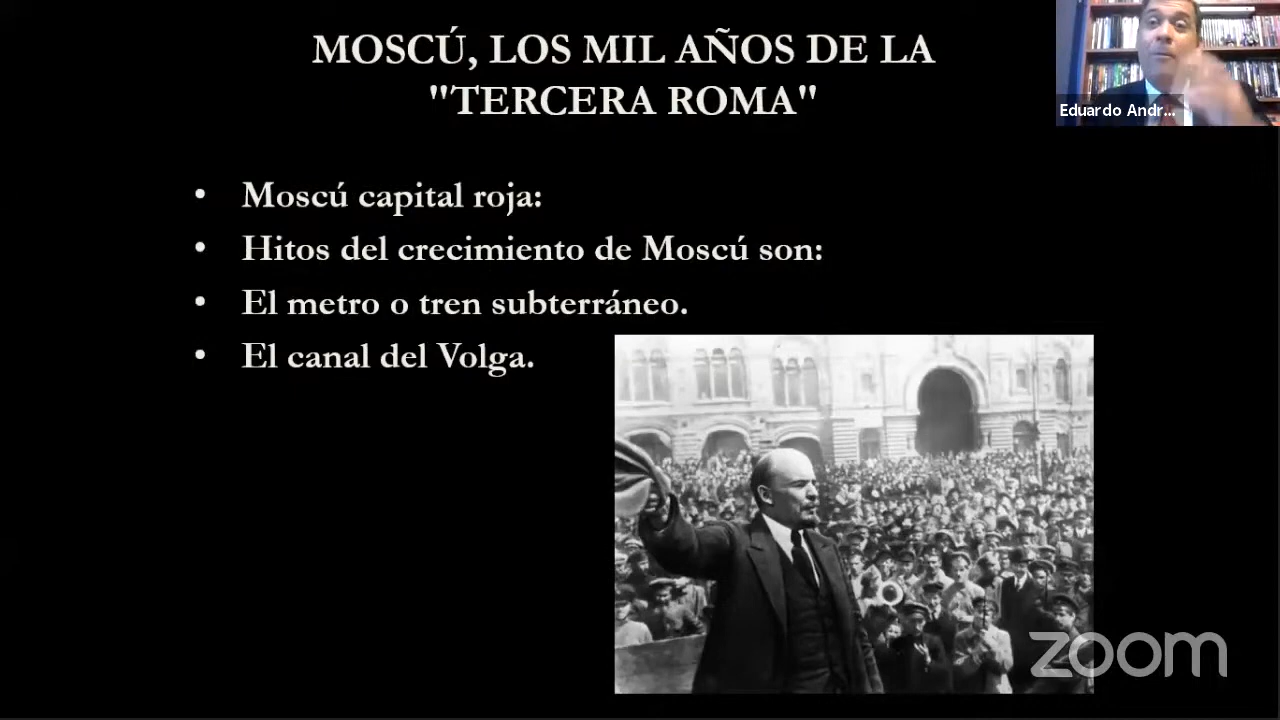 MOSCÚ, LOS MIL AÑOS DE LA
"TERCERA ROMA"
Eduardo Andr...
• Moscú capital roja:
• Hitos del crecimiento de Moscú son:
• El metro o tren subterráneo.
• El canal del Volga.
zoom